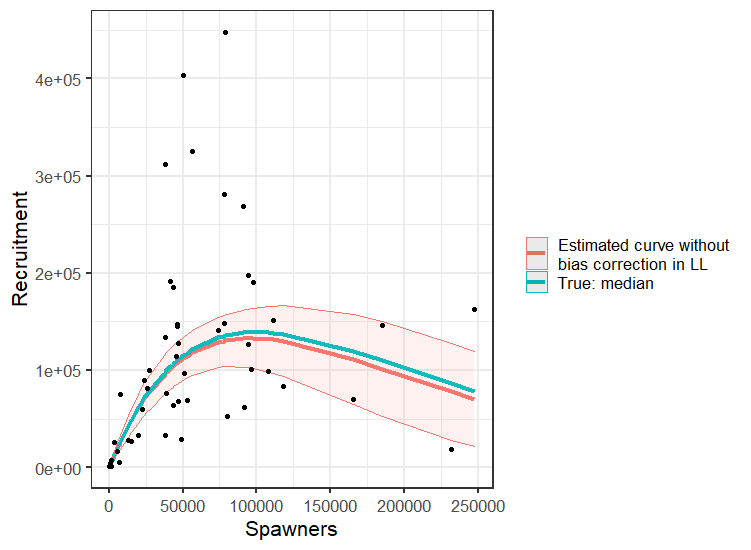 4e+05
3e+05
2e+05
1e+05
0e+00
Recruitment
0
50000
100000
150000
200000
250000
Spawners
Estimated curve without
bias correction in LL
True: median